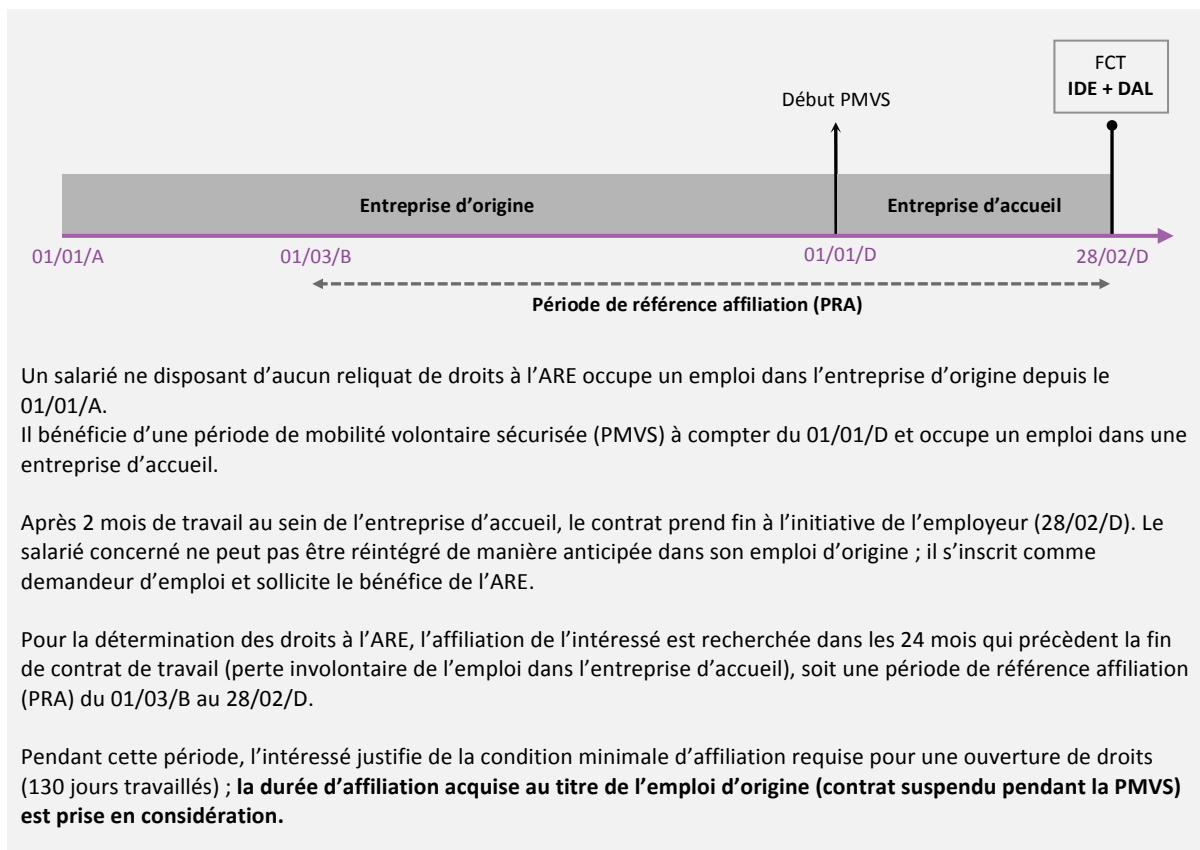 FCT
IDE + DAL
Début PMVS
Entreprise d’origine
Entreprise d’accueil
01/01/A
01/03/B
01/01/D
28/02/D
Période de référence affiliation (PRA)
Un salarié ne disposant d’aucun reliquat de droits à l’ARE occupe un emploi dans l’entreprise d’origine depuis le
01/01/A.
Il bénéficie d’une période de mobilité volontaire sécurisée (PMVS) à compter du 01/01/D et occupe un emploi dans une
entreprise d’accueil.
Après 2 mois de travail au sein de l’entreprise d’accueil, le contrat prend fin à l’initiative de l’employeur (28/02/D). Le
salarié concerné ne peut pas être réintégré de manière anticipée dans son emploi d’origine ; il s’inscrit comme
demandeur d’emploi et sollicite le bénéfice de l’ARE.
Pour la détermination des droits à l’ARE, l’affiliation de l’intéressé est recherchée dans les 24 mois qui précèdent la fin
de contrat de travail (perte involontaire de l’emploi dans l’entreprise d’accueil), soit une période de référence affiliation
(PRA) du 01/03/B au 28/02/D.
Pendant cette période, l’intéressé justifie de la condition minimale d’affiliation requise pour une ouverture de droits
(130 jours travaillés) ; la durée d’affiliation acquise au titre de l’emploi d’origine (contrat suspendu pendant la PMVS)
est prise en considération.